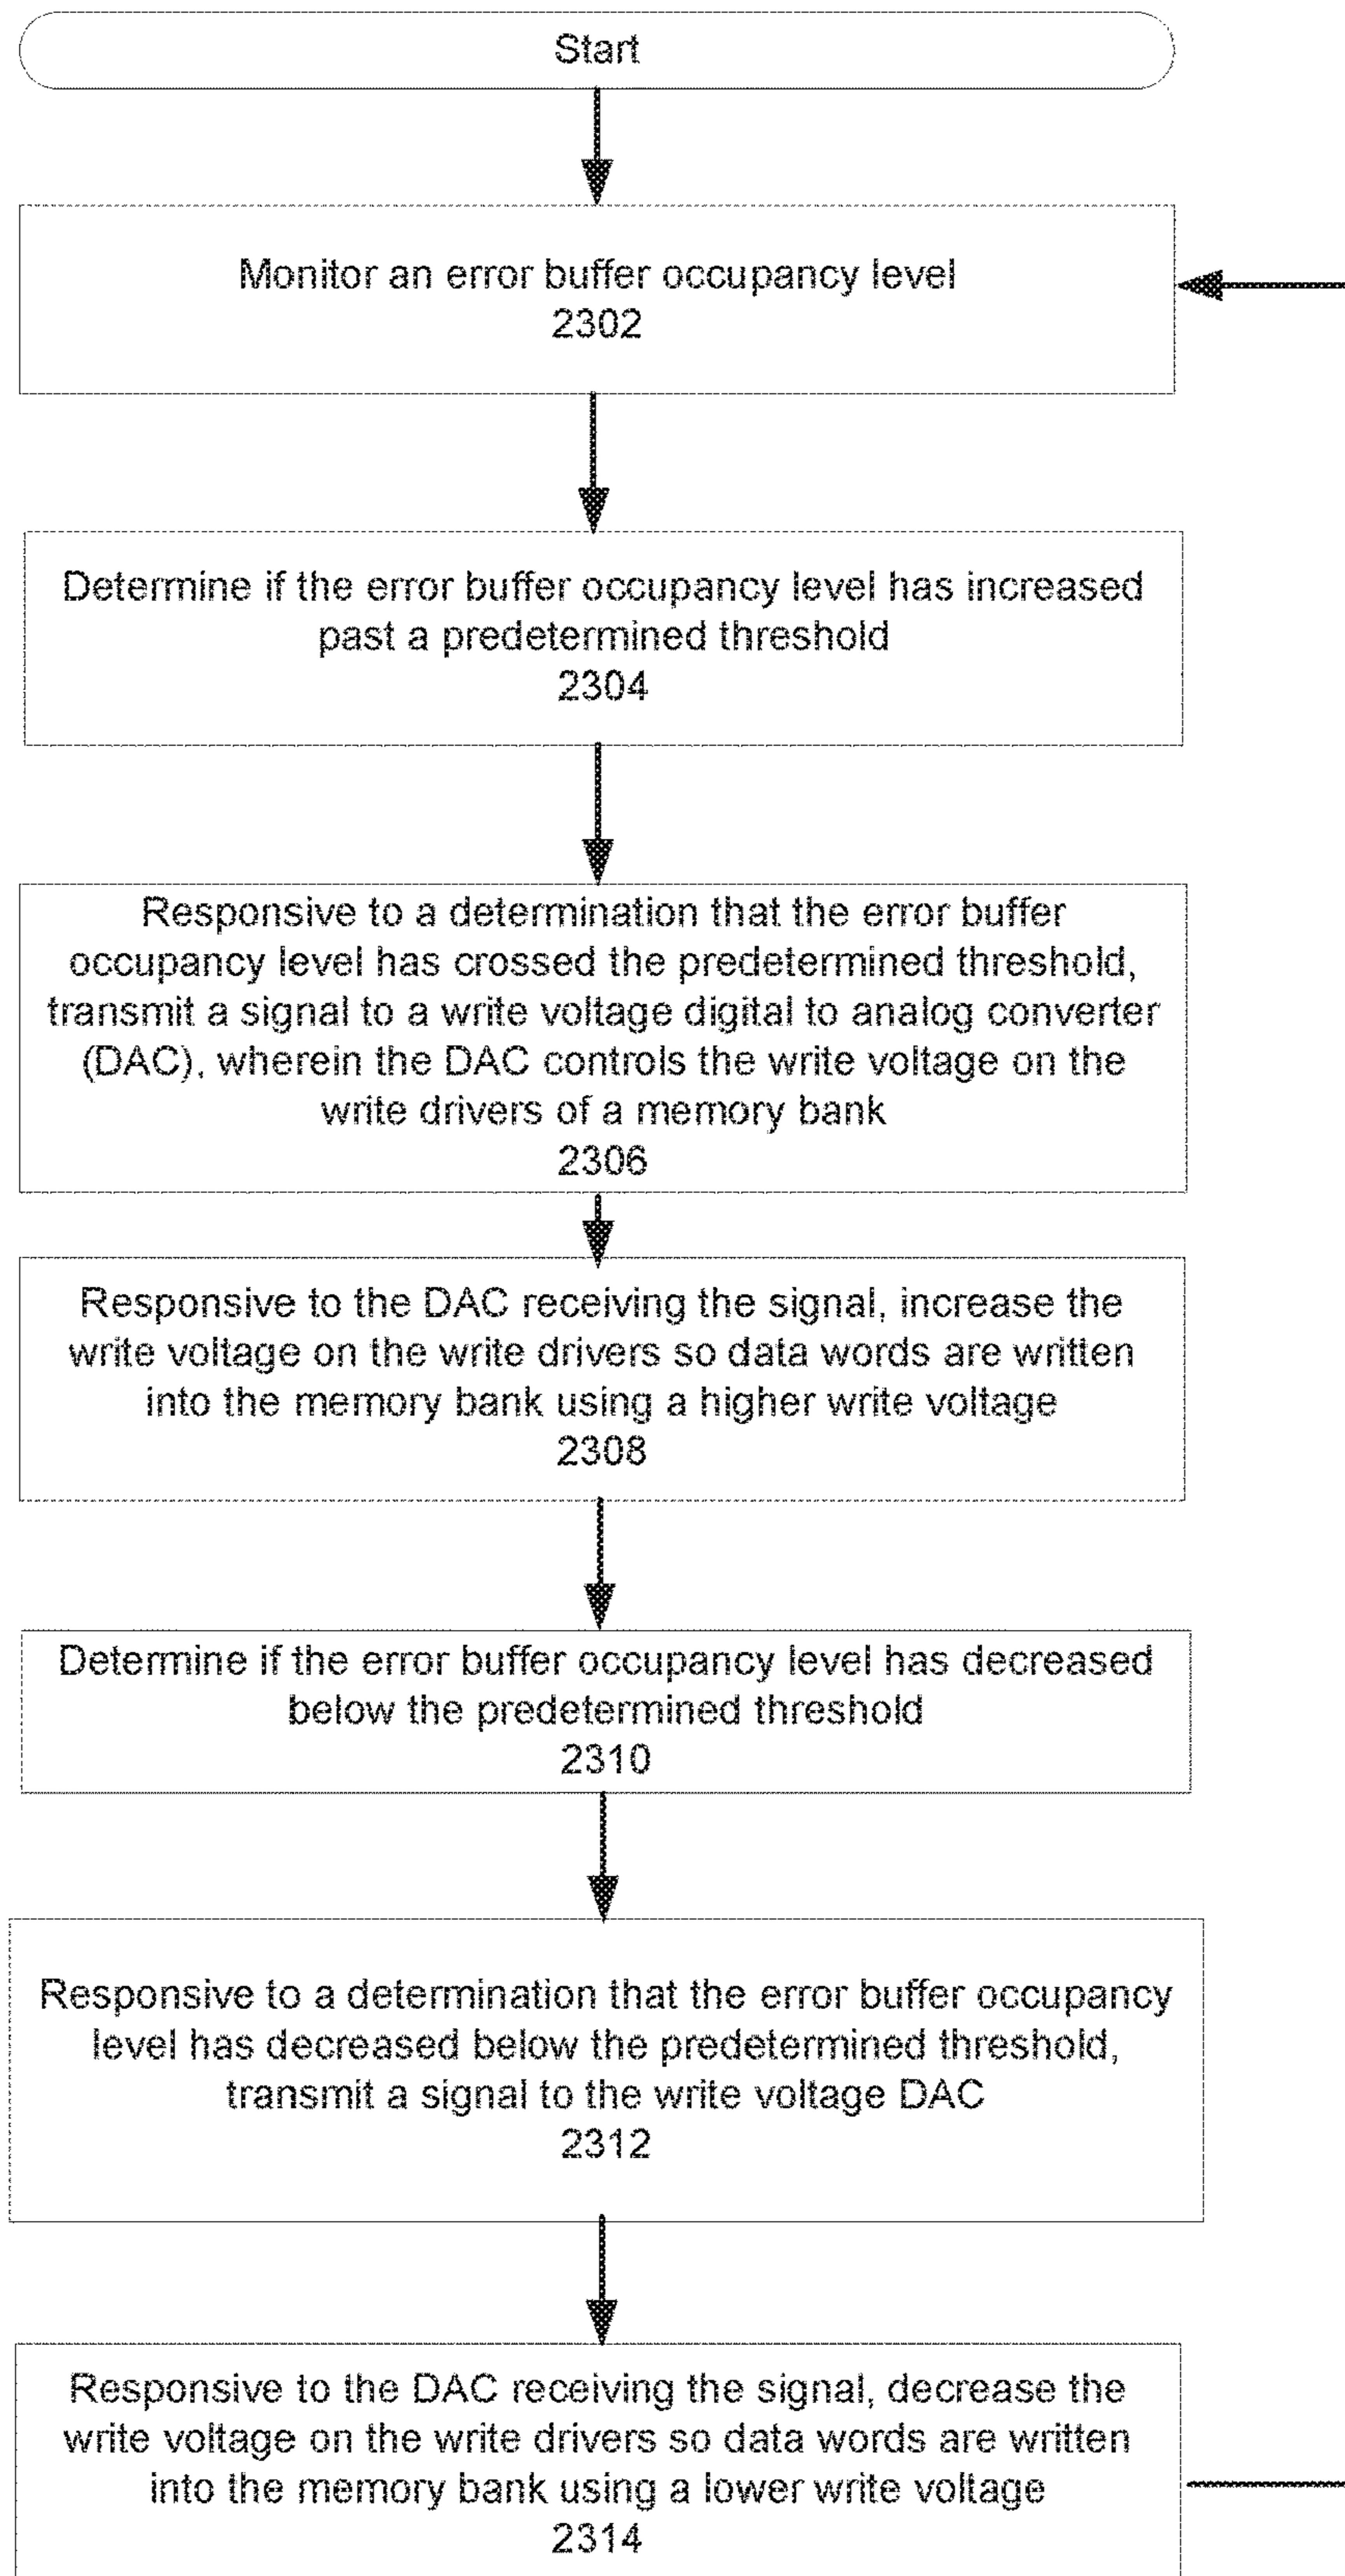 Start
Monitor an error buffer occupancy level
2302
Determine if the error buffer occupancy level has increased
past a predetermined threshold
2304
Responsive to a determination that the error buffer
occupancy level has crossed the predetermined threshold,
transmit a signal to a write voltage digital to analog converter
(DAC), wherein the DAC controls the write voltage on the
write drivers of a memory bank
2306
Responsive to the DAC receiving the signal, increase the
write voltage on the write drivers so data words are written
into the memory bank using a higher write voltage
2308
Determine if the error buffer occupancy level has decreased
below the predetermined threshold
2310
Responsive to a determination that the error buffer occupancy
level has decreased below the predetermined threshold,
transmit a signal to the write voltage DAC
2312
Responsive to the DAC receiving the signal, decrease the
write voltage on the write drivers so data words are written
into the memory bank using a lower write voltage
2314